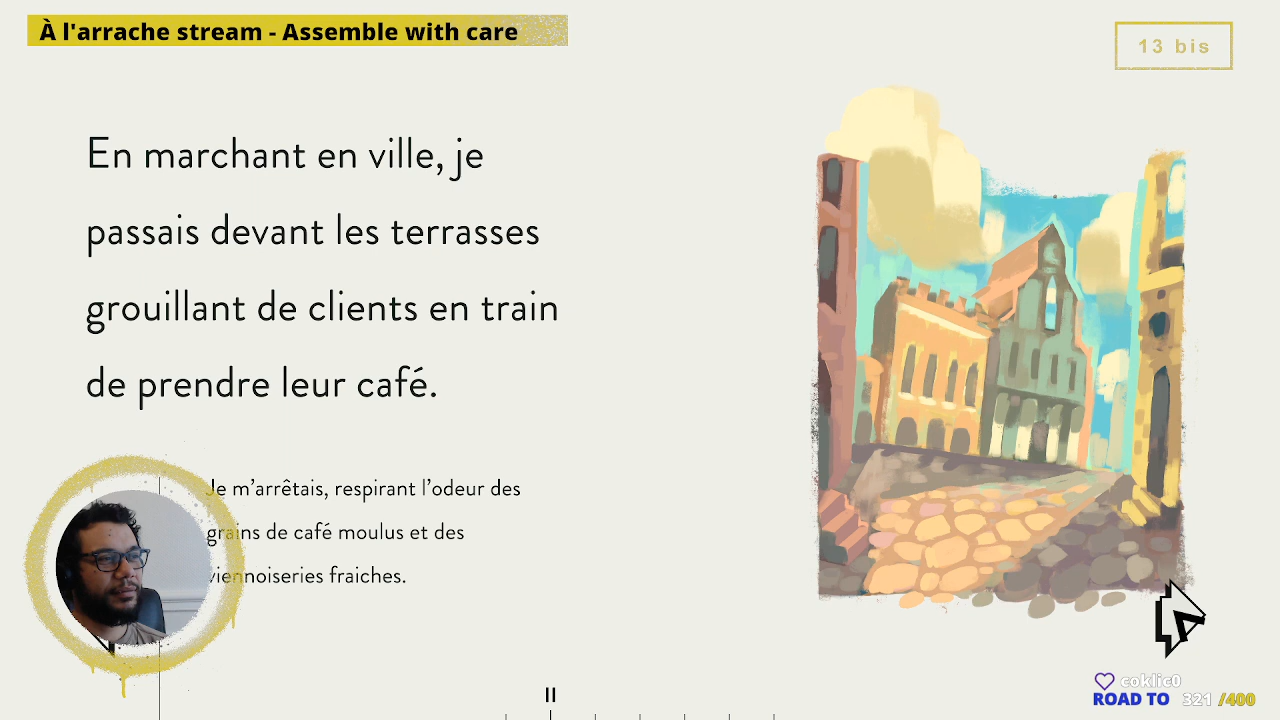 À l'arrache stream - Assemble with care
13 bis
En marchant en ville, je
passais devant les terrasses
grouillant de clients en train
de prendre leur café.
Je m’arrêtais, respirant l’odeur des
grains de café moulus et des
viennoiseries fraiches.
coklic0
ROAD TO 321 /400